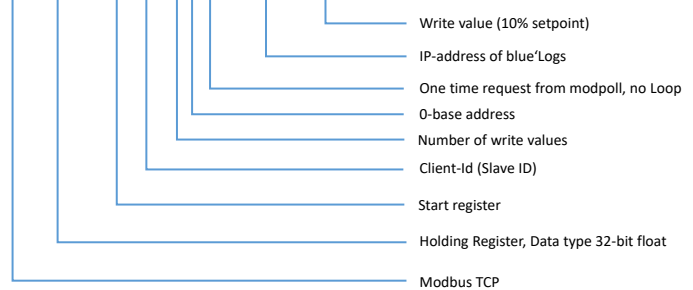 Write value (10% setpoint)
IP-address of blue‘Logs
One time request from modpoll, no Loop
0-base address
Number of write values
Client-Id (Slave ID)
Start register
Holding Register, Data type 32-bit float
Modbus TCP